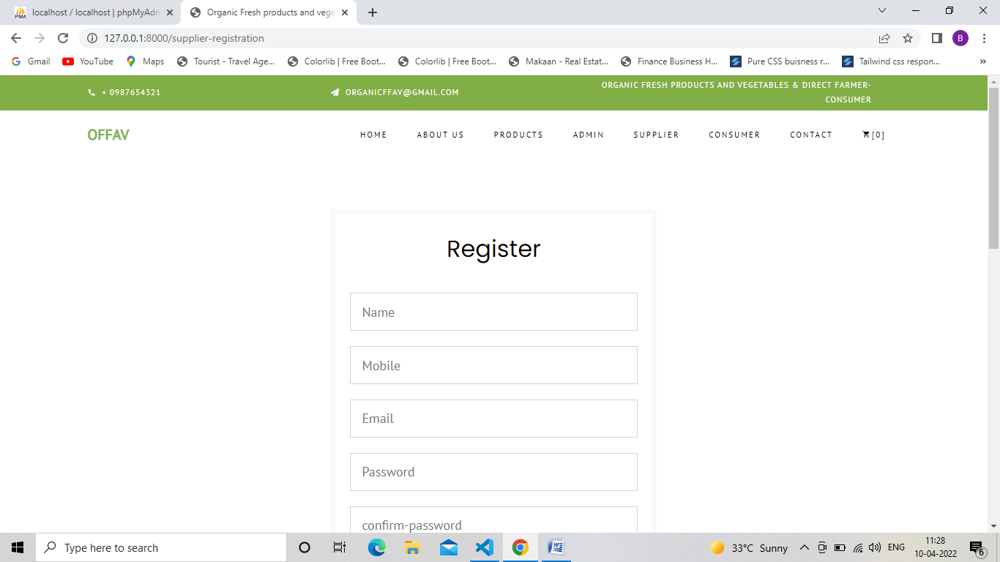 localhost / localhost | phpMyAdm
Organic Fresh products and vege
127.0.0.1:8000/supplier-registration
B
Gmail
YouTube
Maps
Tourist - Travel Age...
Colorlib | Free Boot...
Colorlib | Free Boot...
Makaan - Real Estat...
Finance Business H...
Pure CSS buisness r...
Tailwind css respon...
»
+ 0987654321
ORGANICFFAV@GMAIL.COM
ORGANIC FRESH PRODUCTS AND VEGETABLES & DIRECT FARMER-
CONSUMER
OFFAV
HOME
ABOUT US
PRODUCTS
ADMIN
SUPPLIER
CONSUMER
CONTACT
[0]
Register
Name
Mobile
Email
Password
confirm-password
Type here to search
33°C Sunny
ENG
11:28
10-04-2022
6